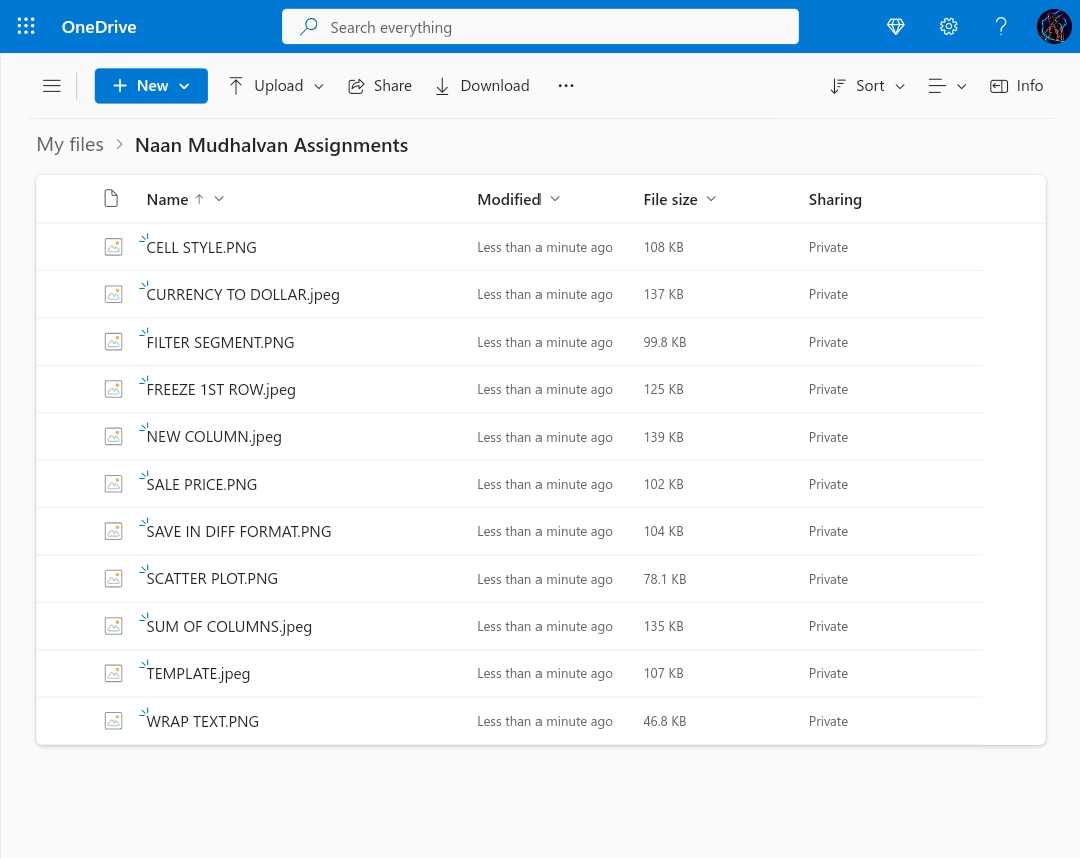 OneDrive
Search everything
New
Upload
Share
Download
Sort
Info
My files > Naan Mudhalvan Assignments
Name Modified File size Sharing
CELL STYLE.PNG Less than a minute ago 108 KB Private
CURRENCY TO DOLLAR.jpeg Less than a minute ago 137 KB Private
FILTER SEGMENT.PNG Less than a minute ago 99.8 KB Private
FREEZE 1ST ROW.jpeg Less than a minute ago 125 KB Private
NEW COLUMN.jpeg Less than a minute ago 139 KB Private
SALE PRICE.PNG Less than a minute ago 102 KB Private
SAVE IN DIFF FORMAT.PNG Less than a minute ago 104 KB Private
SCATTER PLOT.PNG Less than a minute ago 78.1 KB Private
SUM OF COLUMNS.jpeg Less than a minute ago 135 KB Private
TEMPLATE.jpeg Less than a minute ago 107 KB Private
WRAP TEXT.PNG Less than a minute ago 46.8 KB Private